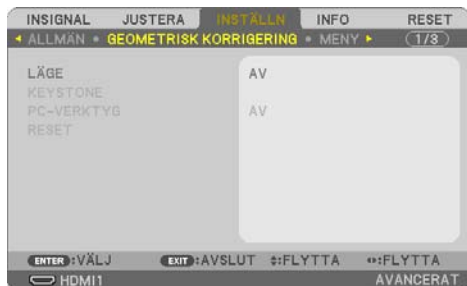 INSIGNAL JUSTERA INSTÄLLN INFO RESET
ALLMÄN • GEOMETRISK KORRIGERING • MENY 1/3
LÄGE AV
KEYSTONE
PC-VERKTYG AV
RESET
ENTER :VÄLJ EXIT :AVSLUT :FLYTTA :FLYTTA
HDMI1 AVANCERAT